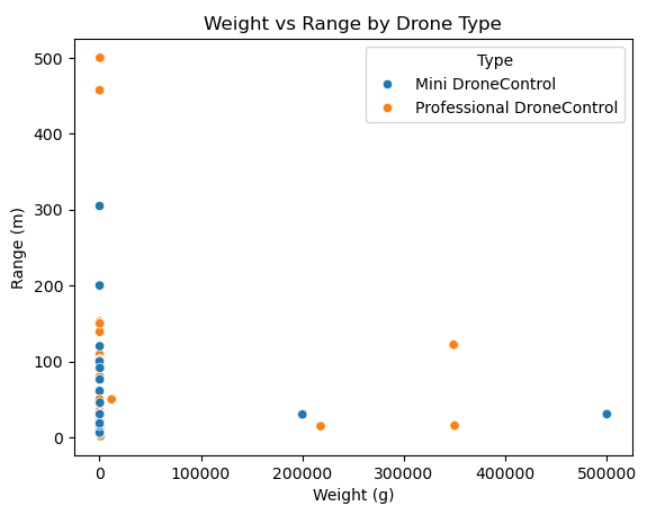 Weight vs Range by Drone Type
Type
Mini DroneControl
Professional DroneControl
Range (m)
500
400
300
200
100
0
0 100000 200000 300000 400000 500000
Weight (g)